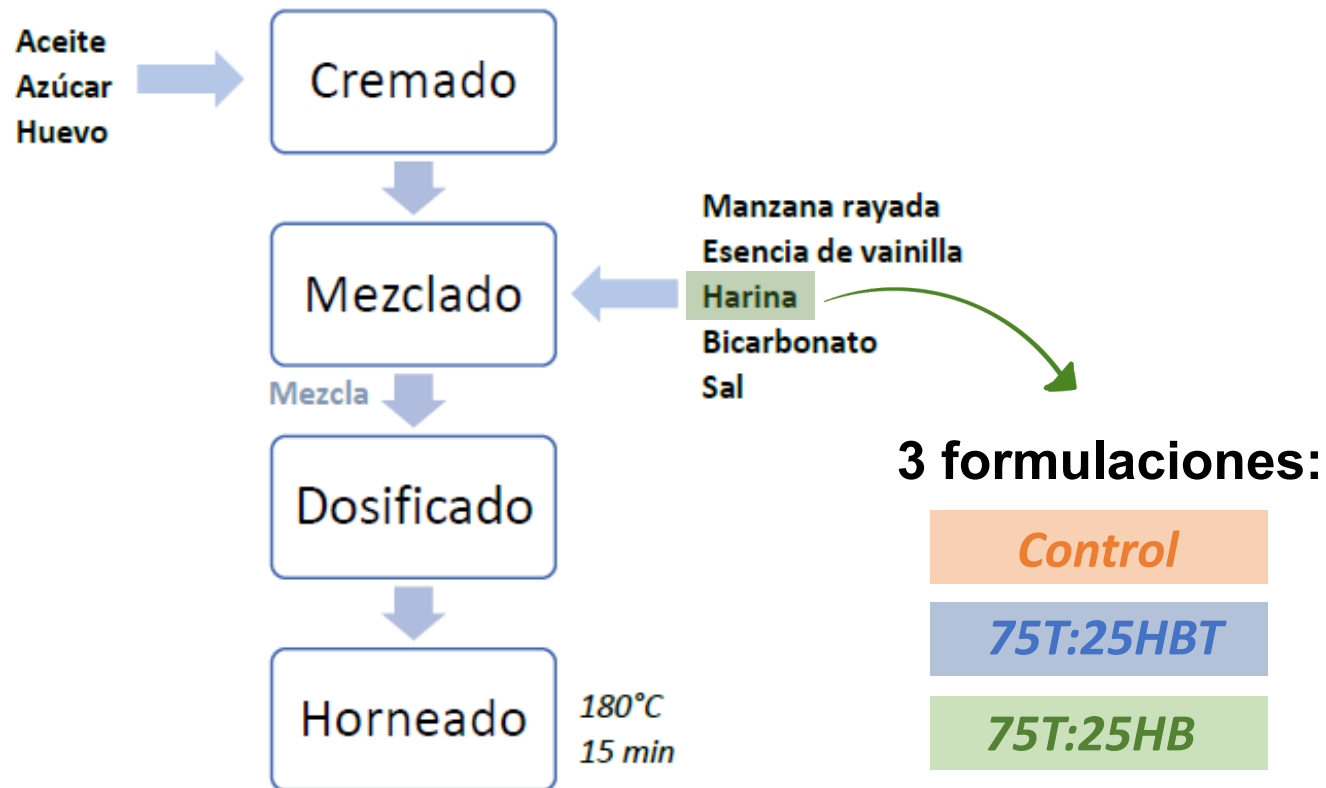 Aceite
Azúcar
Huevo
Cremado
Mezclado
Manzana rayada
Esencia de vainilla
Harina
Bicarbonato
Sal
Mezcla
Dosificado
Horneado
180°C
15 min
3 formulaciones:
Control
75T:25HBT
75T:25HB